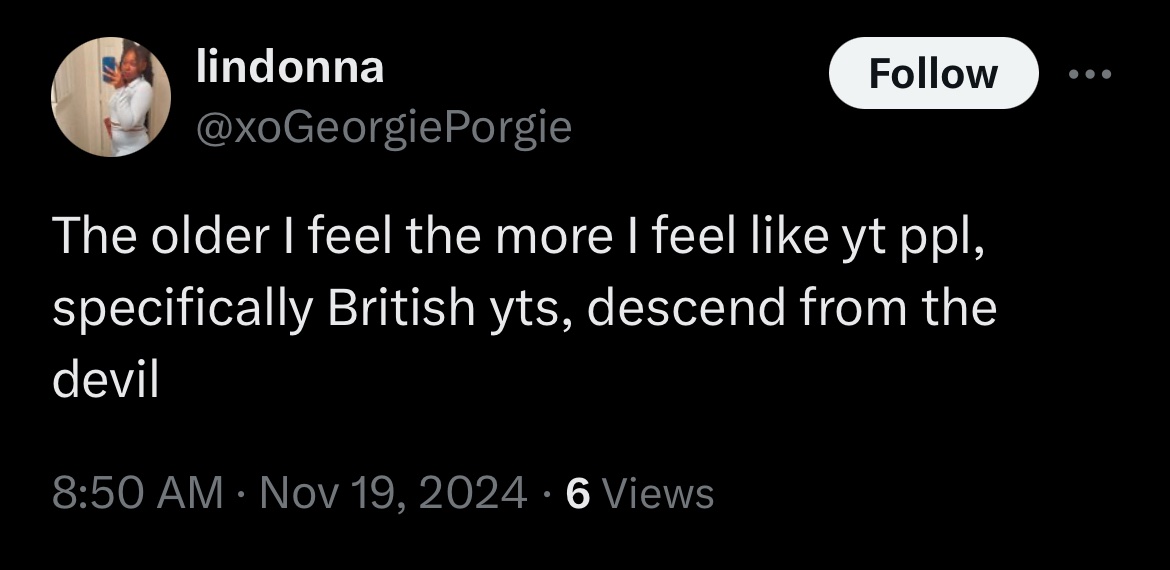 lindonna
Follow
@xoGeorgiePorgie
The older I feel the more I feel like yt ppl,
specifically British yts, descend from the
devil
8:50 AM · Nov 19, 2024 · 6 Views